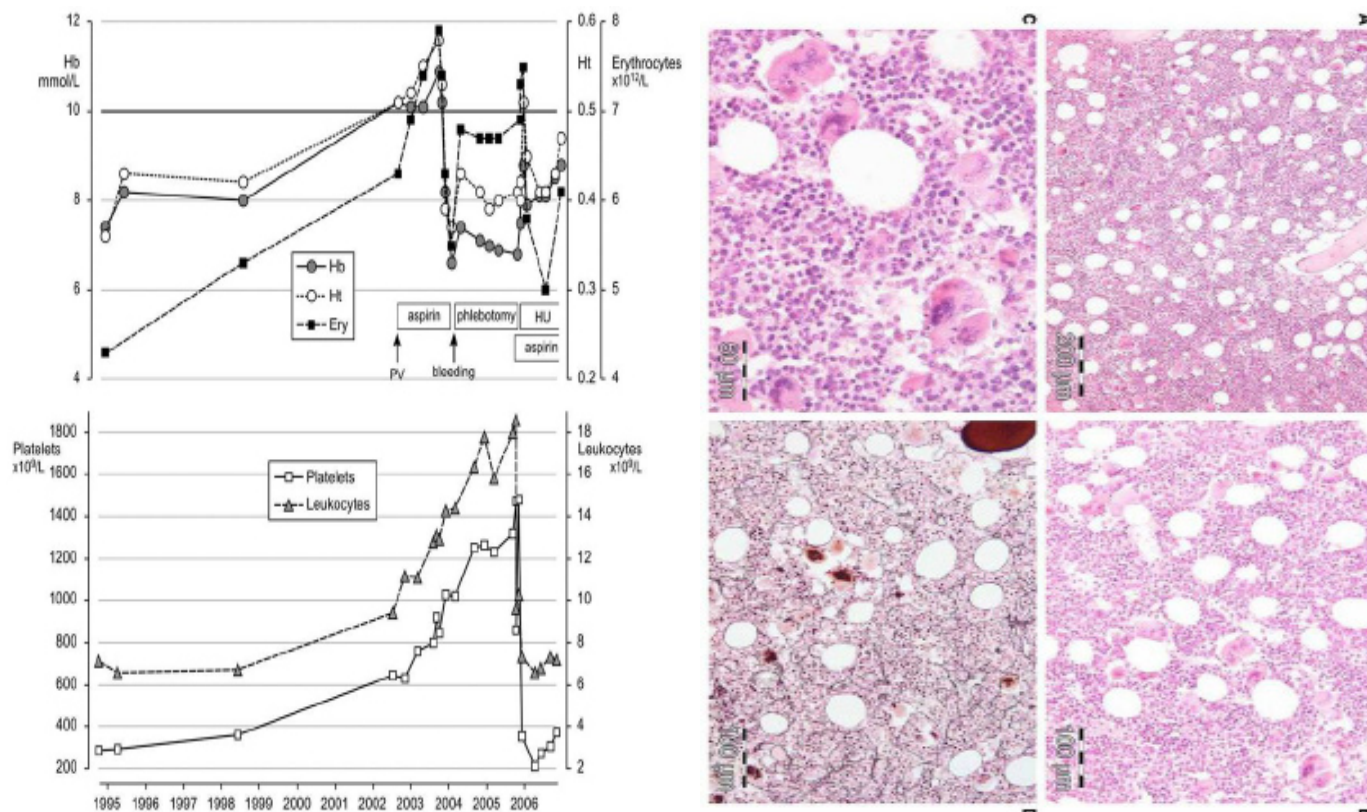 12
0.6
8
Hb
mmol/L
Ht
Erythrocytes
x10¹²/L
10
0.5
7
8
0.4
6
6
0.3
5
4
0.2
4
Hb
Ht
Ery
aspirin
phlebotomy
HU
aspirin
PV
bleeding
Platelets
x10⁹/L
Leukocytes
x10⁹/L
1800
18
1600
16
1400
14
1200
12
1000
10
800
8
600
6
400
4
200
2
Platelets
Leukocytes
1995 1996 1997 1998 1999 2000 2001 2002 2003 2004 2005 2006
C
A
50 µm
200 µm
100 µm
100 µm